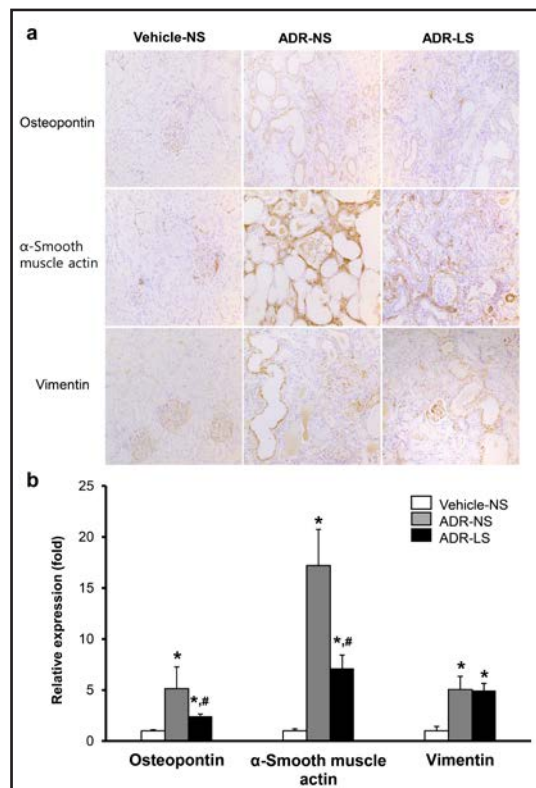 a
Vehicle-NS ADR-NS ADR-LS
Osteopontin
α-Smooth
muscle actin
Vimentin
b
Relative expression (fold)
25
20
15
10
5
0
Vehicle-NS
ADR-NS
ADR-LS
*
*,#
*
*,#
*
*
Osteopontin α-Smooth muscle Vimentin
actin